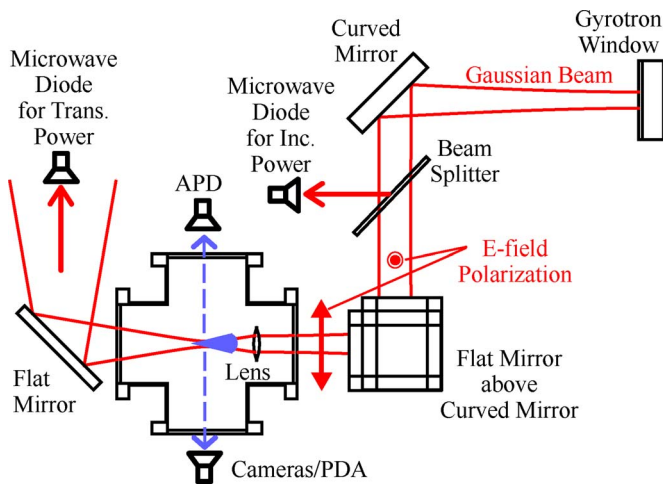 Microwave
Diode
for Trans.
Power
Curved
Mirror
Gyrotron
Window
Gaussian Beam
Microwave
Diode
for Inc.
Power
Beam
Splitter
APD
E-field
Polarization
Flat
Mirror
Lens
Flat Mirror
above
Curved Mirror
Cameras/PDA